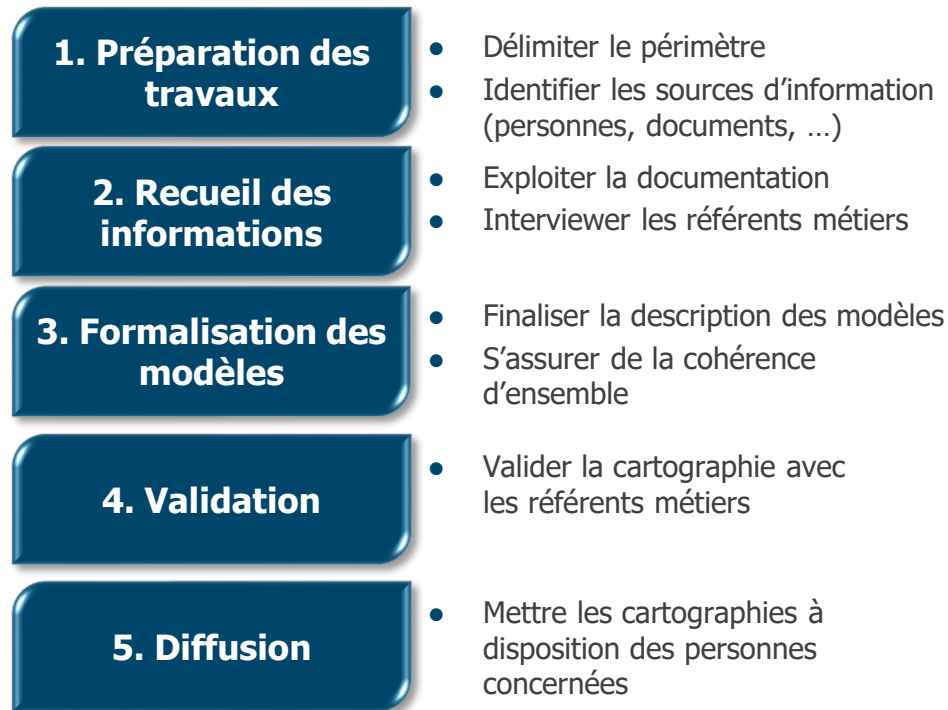 1. Préparation des
travaux
● Délimiter le périmètre
● Identifier les sources d’information
(personnes, documents, …)
2. Recueil des
informations
● Exploiter la documentation
● Interviewer les référents métiers
3. Formalisation des
modèles
● Finaliser la description des modèles
● S’assurer de la cohérence
d’ensemble
4. Validation
● Valider la cartographie avec
les référents métiers
5. Diffusion
● Mettre les cartographies à
disposition des personnes
concernées